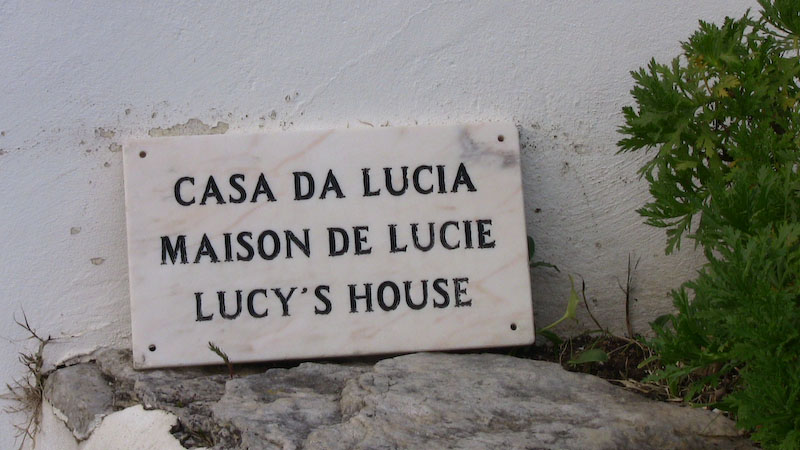 CASA DA LUCIA
MAISON DE LUCIE
LUCY'S HOUSE